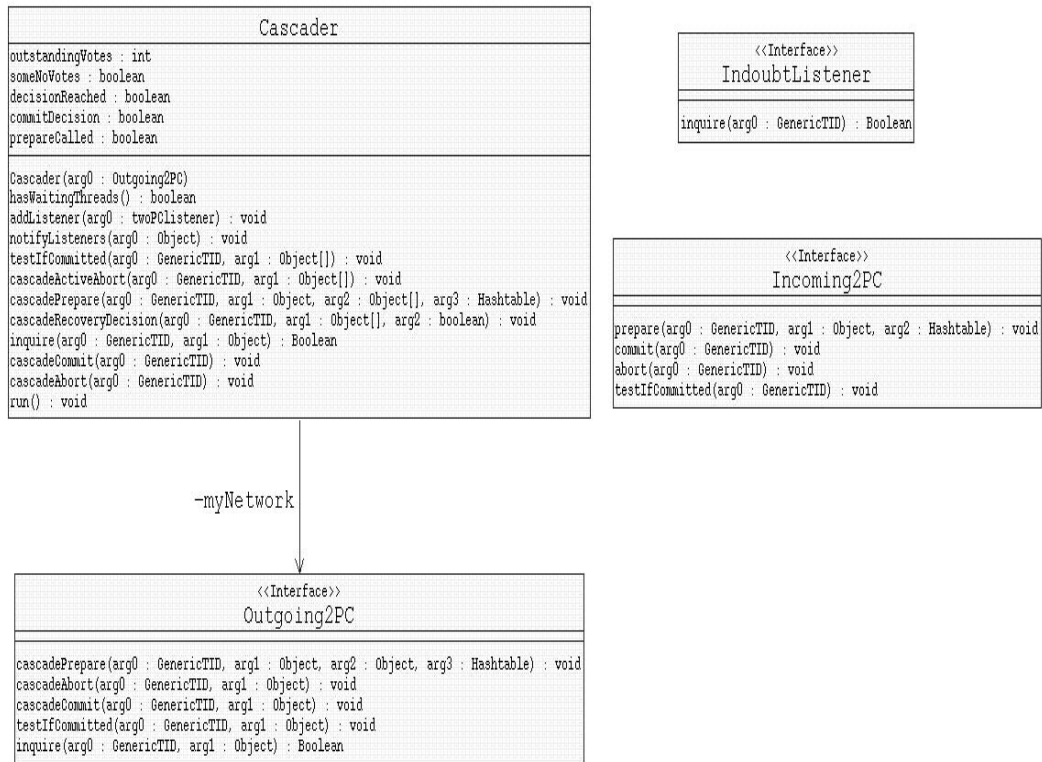 Cascader
outstandingVotes : int
someNoVotes : boolean
decisionReached : boolean
commitDecision : boolean
prepareCalled : boolean
Cascader(arg0 : Outgoing2PC)
hasWaitingThreads() : boolean
addListener(arg0 : twoPClistener) : void
notifyListeners(arg0 : Object) : void
testIfCommitted(arg0 : GenericTID, arg1 : Object[]) : void
cascadeActiveAbort(arg0 : GenericTID, arg1 : Object[]) : void
cascadePrepare(arg0 : GenericTID, arg1 : Object, arg2 : Object[], arg3 : Hashtable) : void
cascadeRecoveryDecision(arg0 : GenericTID, arg1 : Object[], arg2 : boolean) : void
inquire(arg0 : GenericTID, arg1 : Object) : Boolean
cascadeCommit(arg0 : GenericTID) : void
cascadeAbort(arg0 : GenericTID) : void
run() : void
<<Interface>>
IndoubtListener
inquire(arg0 : GenericTID) : Boolean
<<Interface>>
Incoming2PC
prepare(arg0 : GenericTID, arg1 : Object, arg2 : Hashtable) : void
commit(arg0 : GenericTID) : void
abort(arg0 : GenericTID) : void
testIfCommitted(arg0 : GenericTID) : void
-myNetwork
<<Interface>>
Outgoing2PC
cascadePrepare(arg0 : GenericTID, arg1 : Object, arg2 : Object, arg3 : Hashtable) : void
cascadeAbort(arg0 : GenericTID, arg1 : Object) : void
cascadeCommit(arg0 : GenericTID, arg1 : Object) : void
testIfCommitted(arg0 : GenericTID, arg1 : Object) : void
inquire(arg0 : GenericTID, arg1 : Object) : Boolean